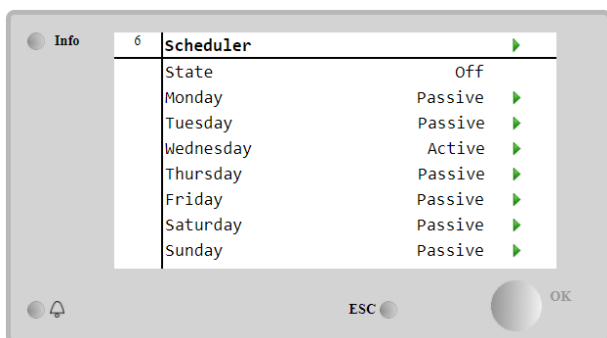 Info
6 Scheduler
State Off
Monday Passive
Tuesday Passive
Wednesday Active
Thursday Passive
Friday Passive
Saturday Passive
Sunday Passive
ESC
OK